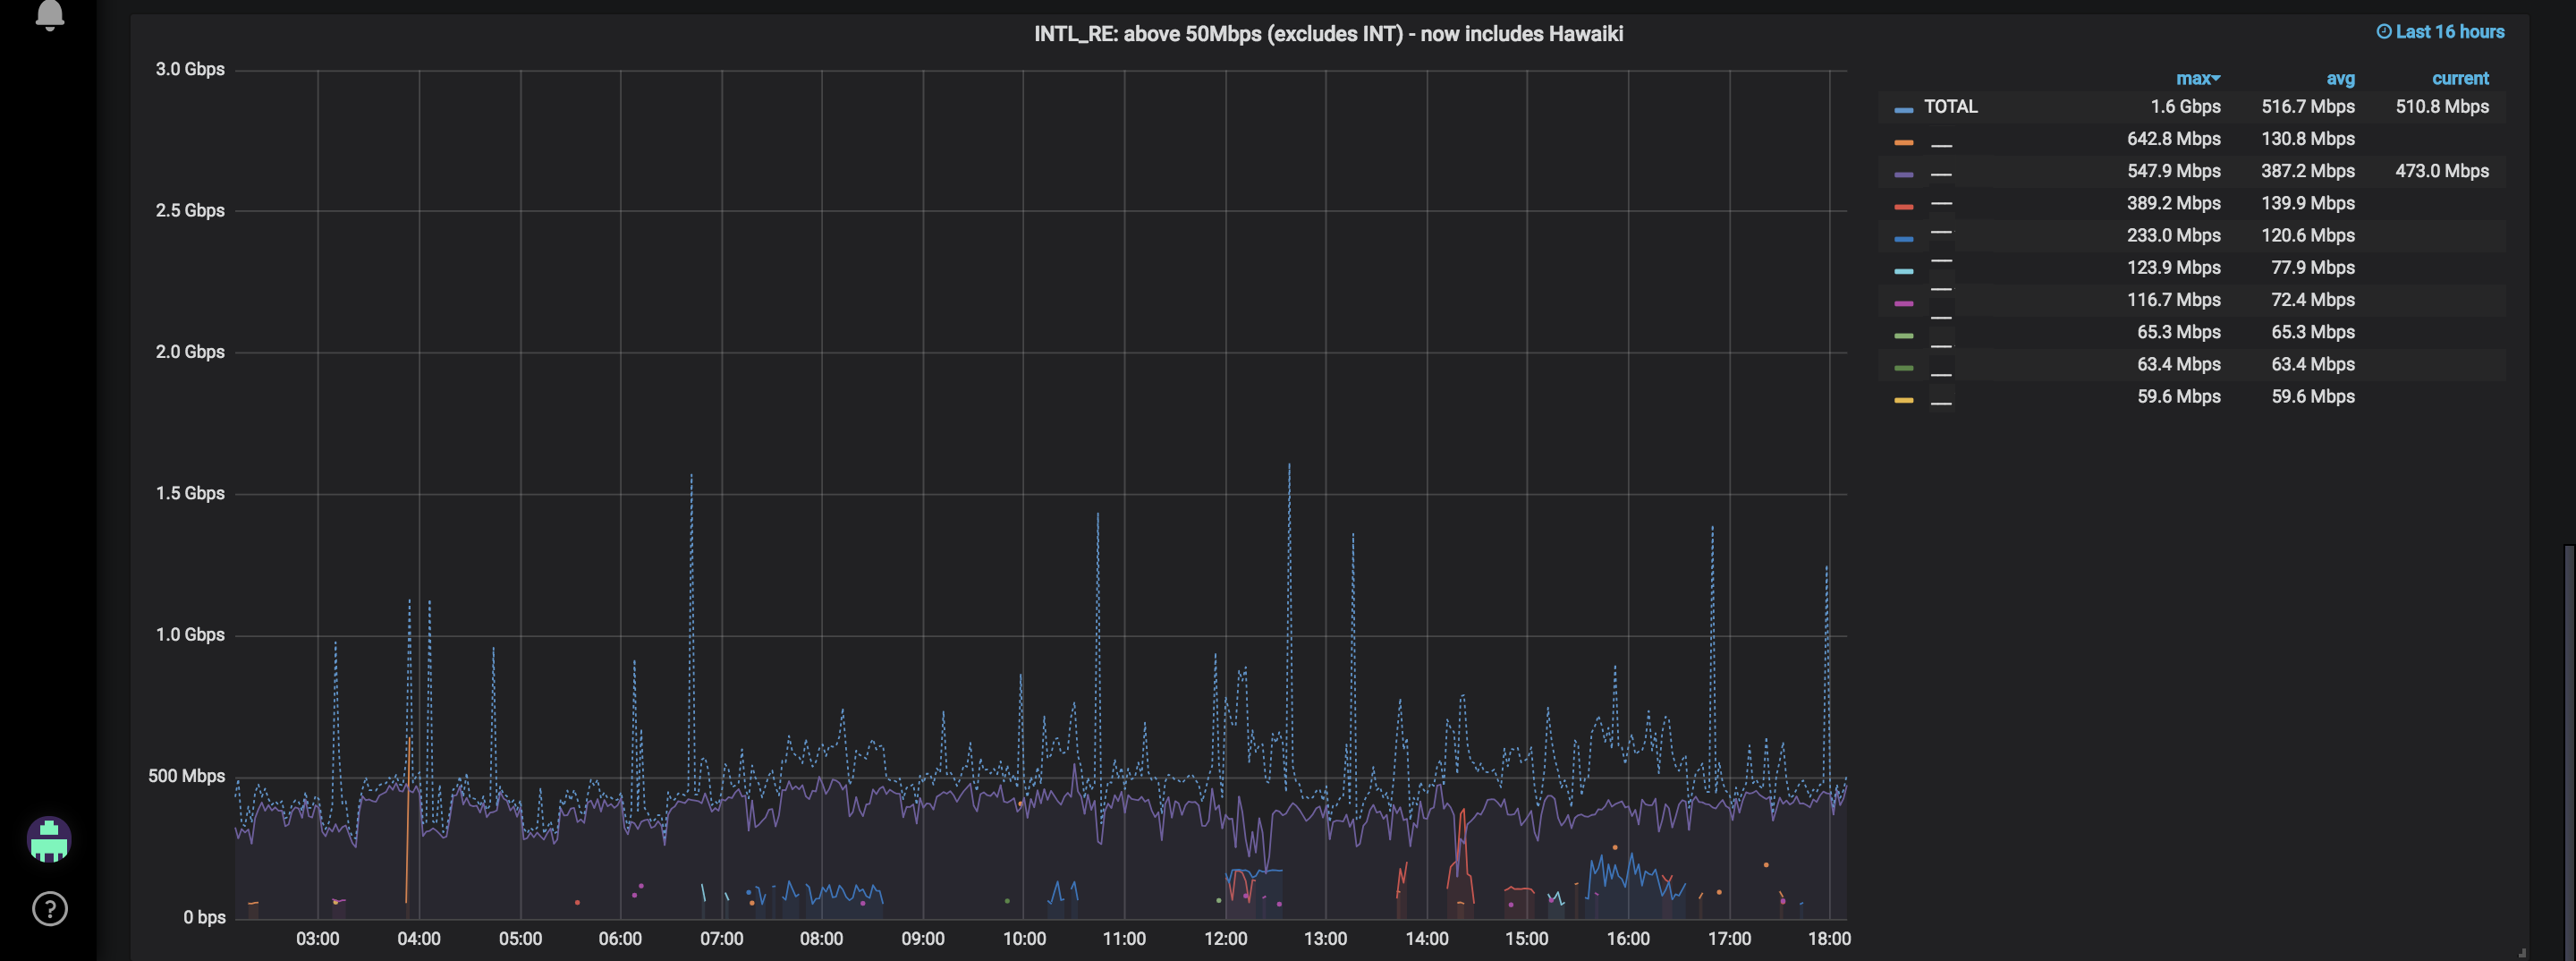 INTL_RE: above 50Mbps (excludes INT) - now includes Hawaiki
Last 16 hours
max avg current
TOTAL 1.6 Gbps 516.7 Mbps 510.8 Mbps
642.8 Mbps 130.8 Mbps
547.9 Mbps 387.2 Mbps 473.0 Mbps
389.2 Mbps 139.9 Mbps
233.0 Mbps 120.6 Mbps
123.9 Mbps 77.9 Mbps
116.7 Mbps 72.4 Mbps
65.3 Mbps 65.3 Mbps
63.4 Mbps 63.4 Mbps
59.6 Mbps 59.6 Mbps
3.0 Gbps
2.5 Gbps
2.0 Gbps
1.5 Gbps
1.0 Gbps
500 Mbps
0 bps
03:00 04:00 05:00 06:00 07:00 08:00 09:00 10:00 11:00 12:00 13:00 14:00 15:00 16:00 17:00 18:00
?